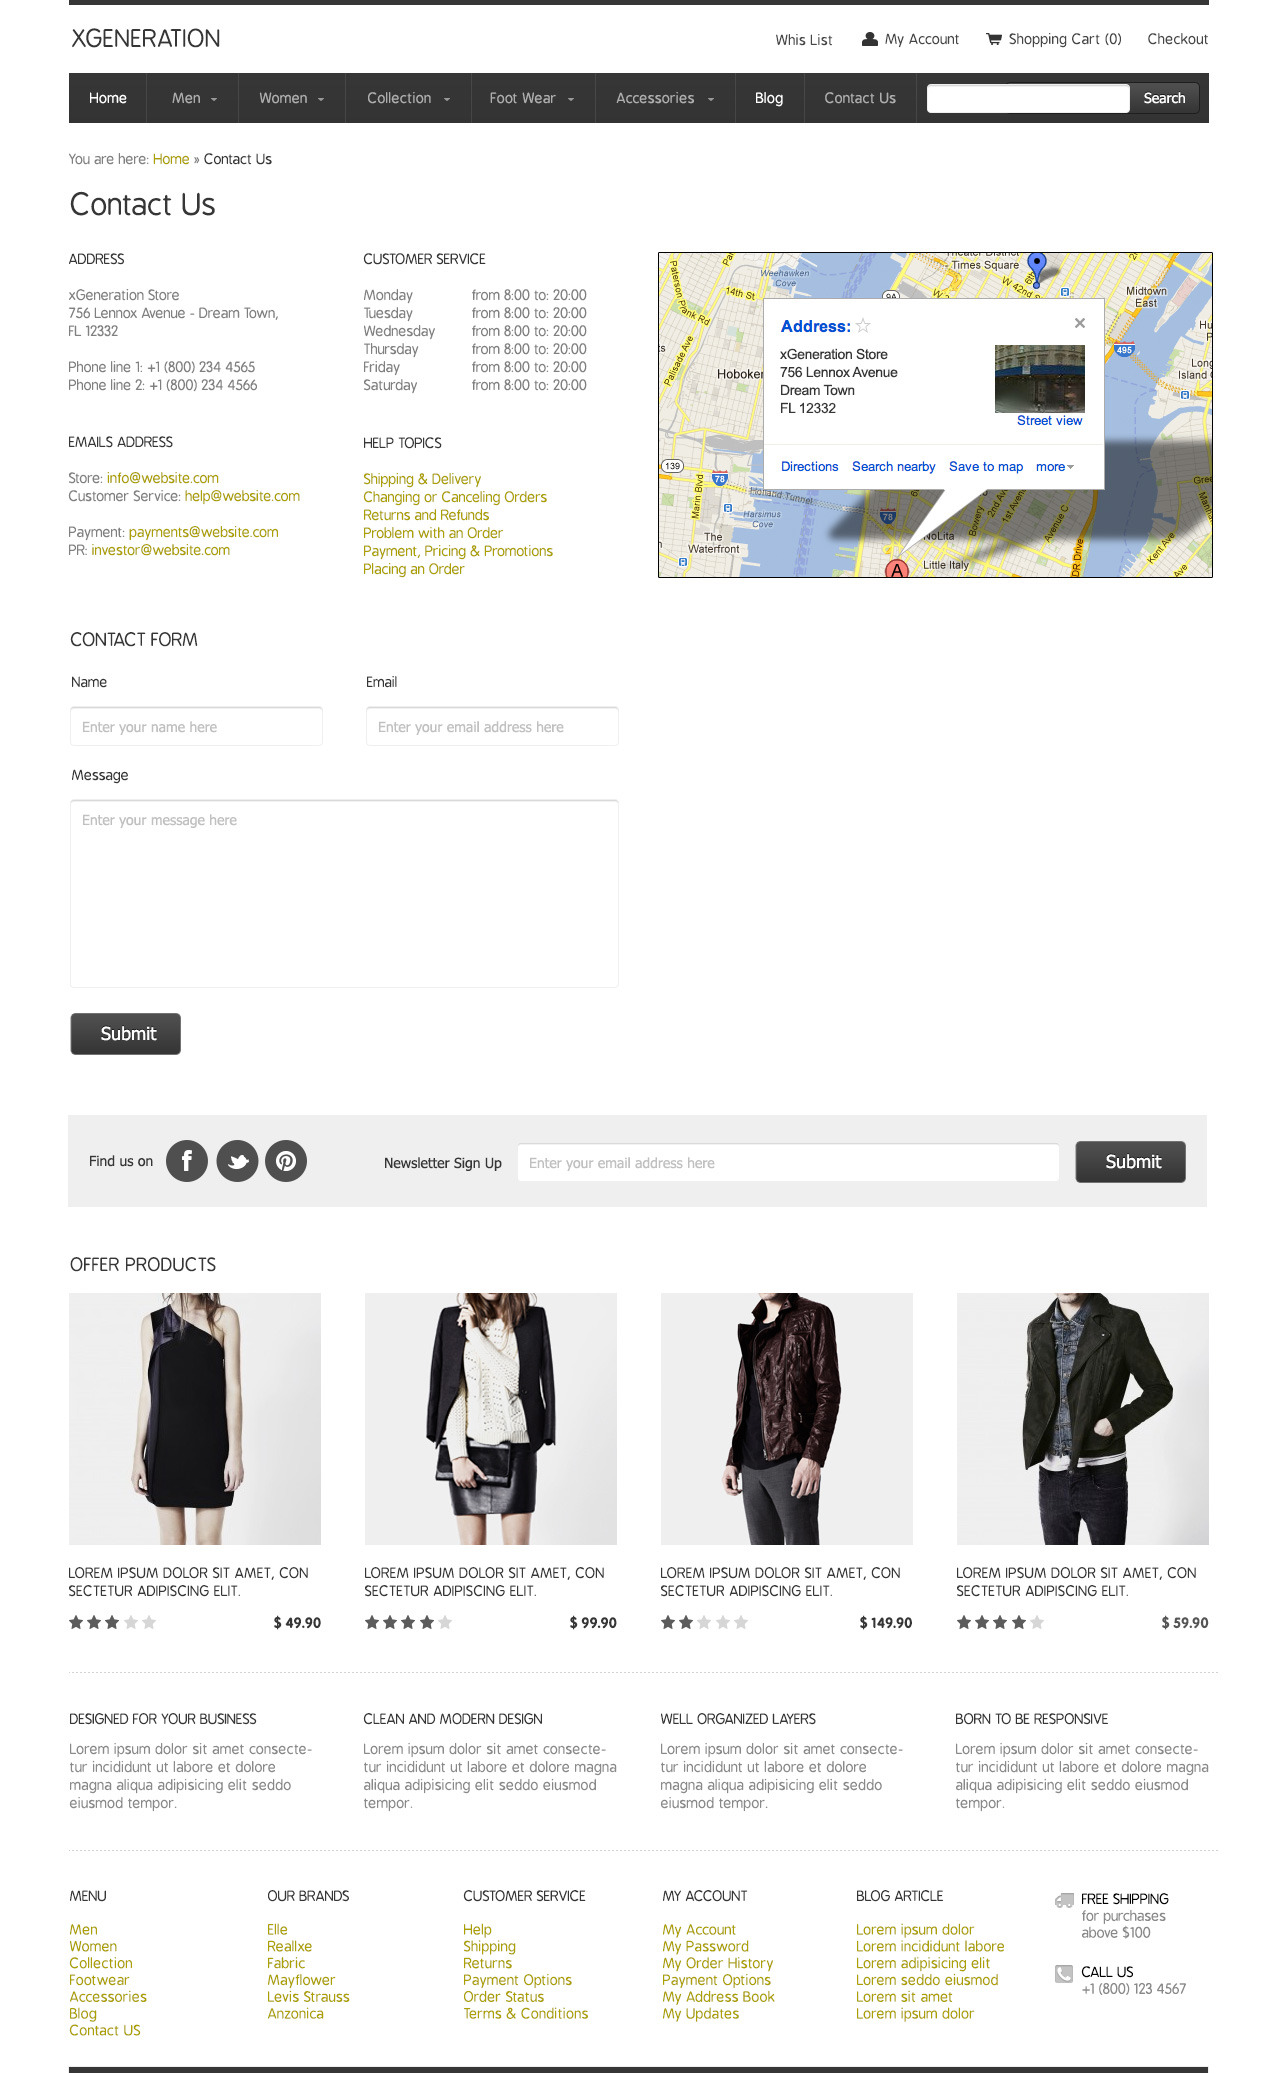 XGENERATION
Whis List My Account Shopping Cart (0) Checkout
Home Men Women Collection Foot Wear Accessories Blog Contact Us Search
You are here: Home » Contact Us
Contact Us
ADDRESS
xGeneration Store
756 Lennox Avenue - Dream Town,
FL 12332
Phone line 1: +1 (800) 234 4565
Phone line 2: +1 (800) 234 4566
CUSTOMER SERVICE
Monday from 8:00 to: 20:00
Tuesday from 8:00 to: 20:00
Wednesday from 8:00 to: 20:00
Thursday from 8:00 to: 20:00
Friday from 8:00 to: 20:00
Saturday from 8:00 to: 20:00
EMAILS ADDRESS
Store: info@website.com
Customer Service: help@website.com
Payment: payments@website.com
PR: investor@website.com
HELP TOPICS
Shipping & Delivery
Changing or Canceling Orders
Returns and Refunds
Problem with an Order
Payment, Pricing & Promotions
Placing an Order
Theater District
- Times Square
Weehawken
Cove
14th St
Paterson Plank Rd
Palisade Ave
9A
W 42nd
6th
Midtown
East
495
Long
Island C
Hoboken
Address:
xGeneration Store
756 Lennox Avenue
Dream Town
FL 12332
Street view
Directions Search nearby Save to map more
139
78
Marin Blvd
Holland Tunnel
Harsimus
Cove
78
The
Waterfront
NoLita
Bowery
2nd Av
1st Avenue
Avenue C
Little Italy
FDR Drive
Kent Ave
A
CONTACT FORM
Name Email
Enter your name here Enter your email address here
Message
Enter your message here
Submit
Find us on Newsletter Sign Up Enter your email address here Submit
OFFER PRODUCTS
LOREM IPSUM DOLOR SIT AMET, CON
SECTETUR ADIPISCING ELIT.
$ 49.90
LOREM IPSUM DOLOR SIT AMET, CON
SECTETUR ADIPISCING ELIT.
$ 99.90
LOREM IPSUM DOLOR SIT AMET, CON
SECTETUR ADIPISCING ELIT.
$ 149.90
LOREM IPSUM DOLOR SIT AMET, CON
SECTETUR ADIPISCING ELIT.
$ 59.90
DESIGNED FOR YOUR BUSINESS
Lorem ipsum dolor sit amet consecte-
tur incididunt ut labore et dolore
magna aliqua adipisicing elit seddo
eiusmod tempor.
CLEAN AND MODERN DESIGN
Lorem ipsum dolor sit amet consecte-
tur incididunt ut labore et dolore magna
aliqua adipisicing elit seddo eiusmod
tempor.
WELL ORGANIZED LAYERS
Lorem ipsum dolor sit amet consecte-
tur incididunt ut labore et dolore
magna aliqua adipisicing elit seddo
eiusmod tempor.
BORN TO BE RESPONSIVE
Lorem ipsum dolor sit amet consecte-
tur incididunt ut labore et dolore magna
aliqua adipisicing elit seddo eiusmod
tempor.
MENU
Men
Women
Collection
Footwear
Accessories
Blog
Contact US
OUR BRANDS
Elle
Reallxe
Fabric
Mayflower
Levis Strauss
Anzonica
CUSTOMER SERVICE
Help
Shipping
Returns
Payment Options
Order Status
Terms & Conditions
MY ACCOUNT
My Account
My Password
My Order History
Payment Options
My Address Book
My Updates
BLOG ARTICLE
Lorem ipsum dolor
Lorem incididunt labore
Lorem adipisicing elit
Lorem seddo eiusmod
Lorem sit amet
Lorem ipsum dolor
FREE SHIPPING
for purchases
above $100
CALL US
+1 (800) 123 4567